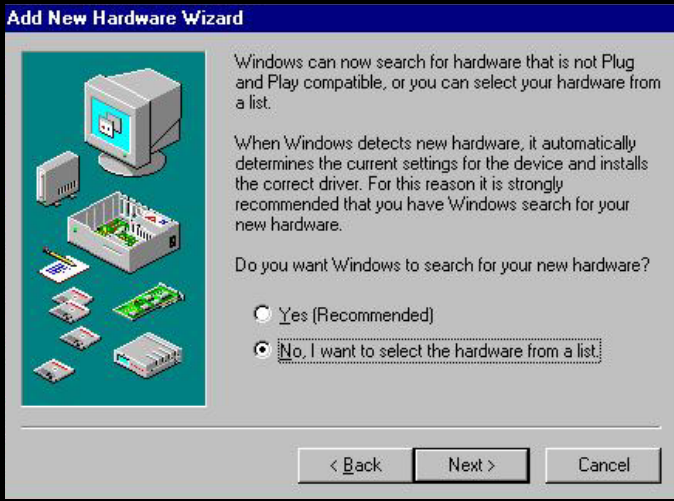 Add New Hardware Wizard
Windows can now search for hardware that is not Plug
and Play compatible, or you can select your hardware from
a list.
When Windows detects new hardware, it automatically
determines the current settings for the device and installs
the correct driver. For this reason it is strongly
recommended that you have Windows search for your
new hardware.
Do you want Windows to search for your new hardware?
Yes (Recommended)
No, I want to select the hardware from a list.
< Back Next > Cancel